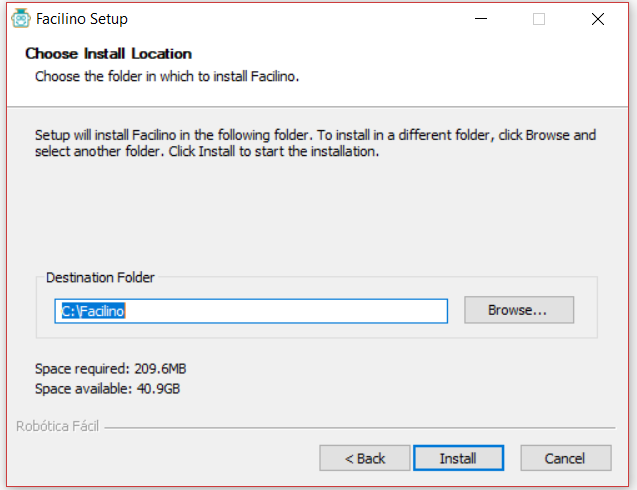 Facilino Setup
Choose Install Location
Choose the folder in which to install Facilino.
Setup will install Facilino in the following folder. To install in a different folder, click Browse and
select another folder. Click Install to start the installation.
Destination Folder
C:\Facilino
Browse...
Space required: 209.6MB
Space available: 40.9GB
Robótica Fácil
< Back
Install
Cancel